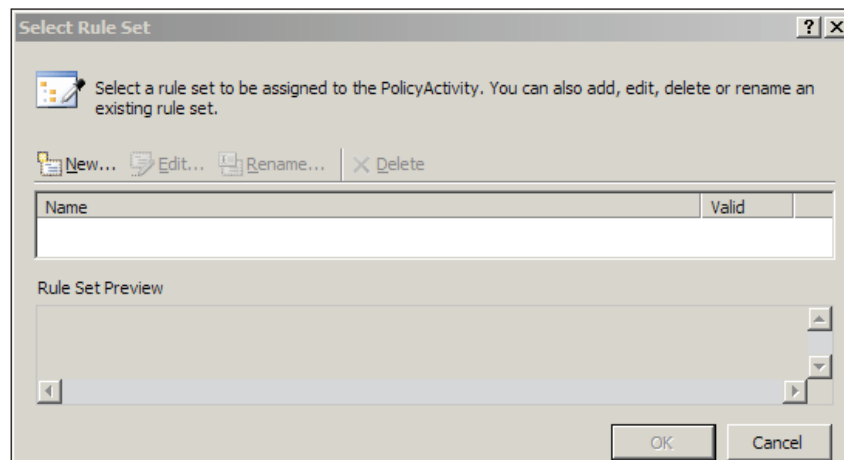 Select Rule Set
Select a rule set to be assigned to the PolicyActivity. You can also add, edit, delete or rename an
existing rule set.
New... Edit... Rename... Delete
Name Valid
Rule Set Preview
OK Cancel